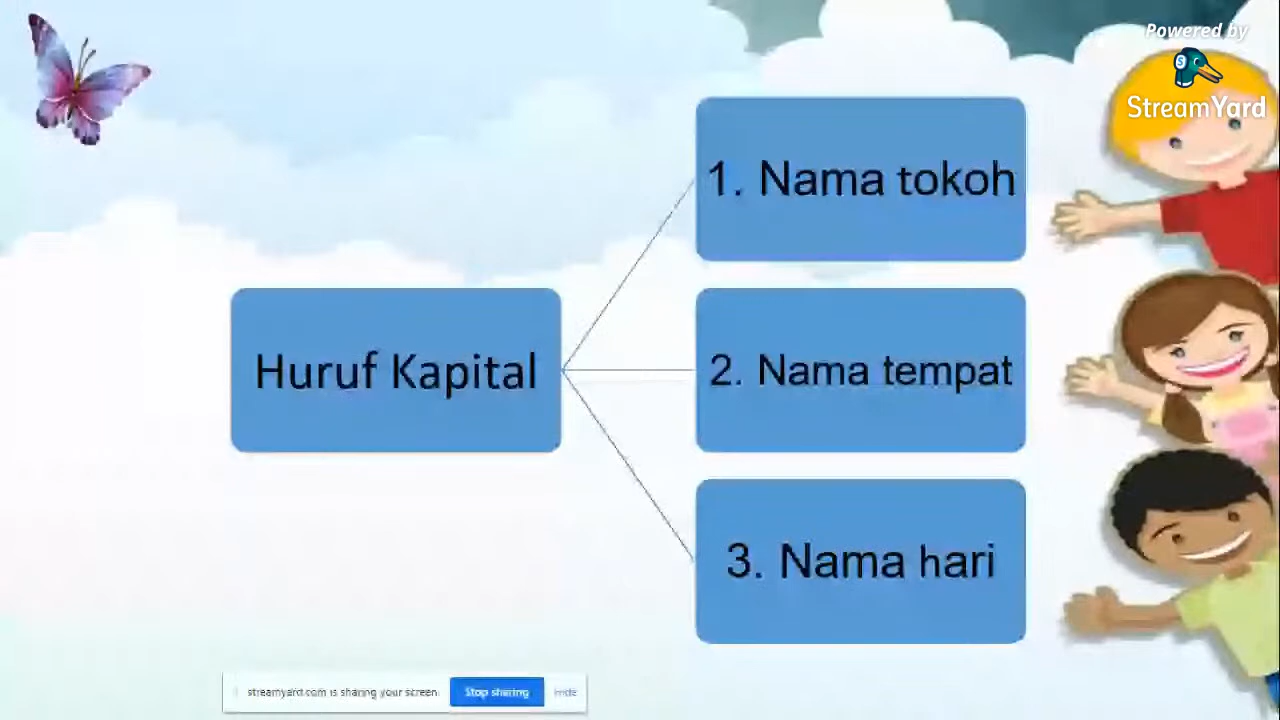 Powered by
StreamYard
1. Nama tokoh
Huruf Kapital
2. Nama tempat
3. Nama hari
streamyard.com is sharing your screen.
Stop sharing
Hide